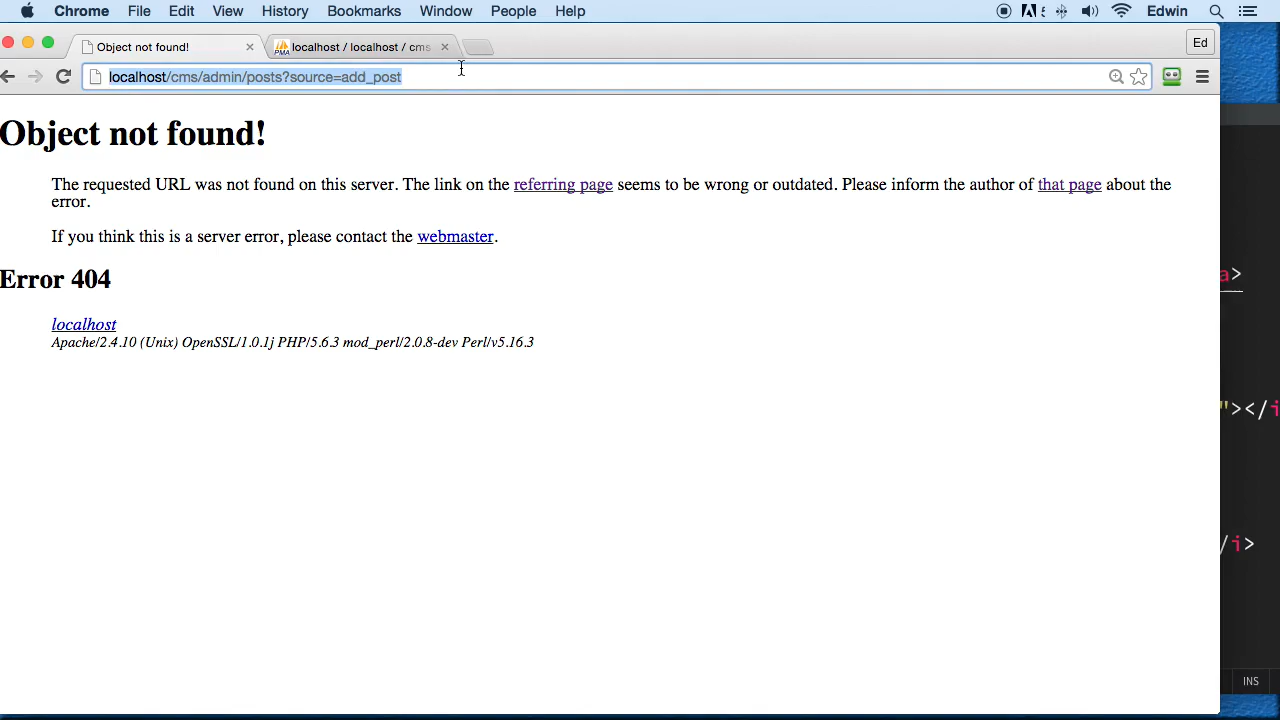 Chrome File Edit View History Bookmarks Window People Help Edwin
Object not found! localhost / localhost / cms Ed
localhost/cms/admin/posts?source=add_post
Object not found!
The requested URL was not found on this server. The link on the referring page seems to be wrong or outdated. Please inform the author of that page about the
error.
If you think this is a server error, please contact the webmaster.
Error 404
localhost
Apache/2.4.10 (Unix) OpenSSL/1.0.1j PHP/5.6.3 mod_perl/2.0.8-dev Perl/v5.16.3
a>
"></i
/i>
INS